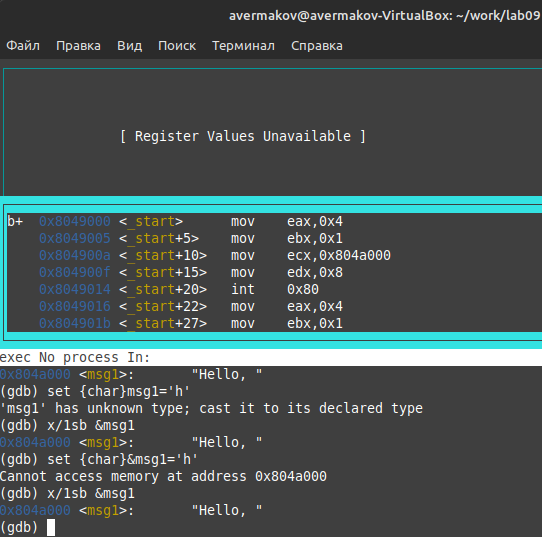 avermakov@avermakov-VirtualBox: ~/work/lab09
Файл Правка Вид Поиск Терминал Справка
[ Register Values Unavailable ]
b+ 0x8049000 <_start> mov eax,0x4
0x8049005 <_start+5> mov ebx,0x1
0x804900a <_start+10> mov ecx,0x804a000
0x804900f <_start+15> mov edx,0x8
0x8049014 <_start+20> int 0x80
0x8049016 <_start+22> mov eax,0x4
0x804901b <_start+27> mov ebx,0x1
exec No process In:
0x804a000 <msg1>: "Hello, "
(gdb) set {char}msg1='h'
'msg1' has unknown type; cast it to its declared type
(gdb) x/1sb &msg1
0x804a000 <msg1>: "Hello, "
(gdb) set {char}&msg1='h'
Cannot access memory at address 0x804a000
(gdb) x/1sb &msg1
0x804a000 <msg1>: "Hello, "
(gdb)